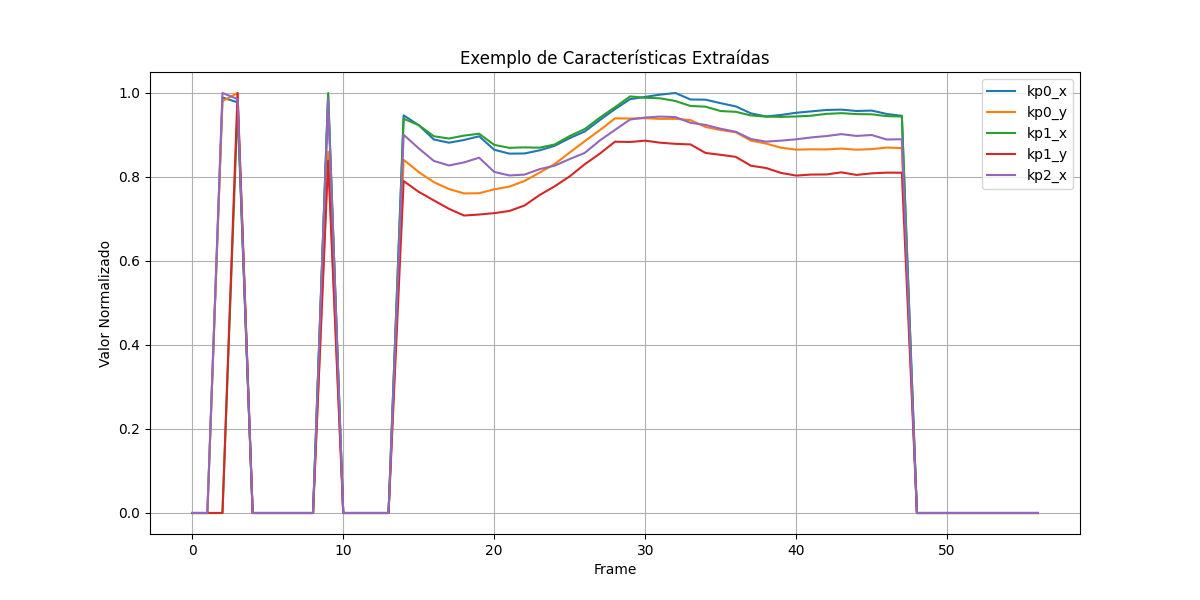 Exemplo de Características Extraídas
1.0
0.8
0.6
0.4
0.2
0.0
Valor Normalizado
kp0_x
kp0_y
kp1_x
kp1_y
kp2_x
0 10 20 30 40 50
Frame